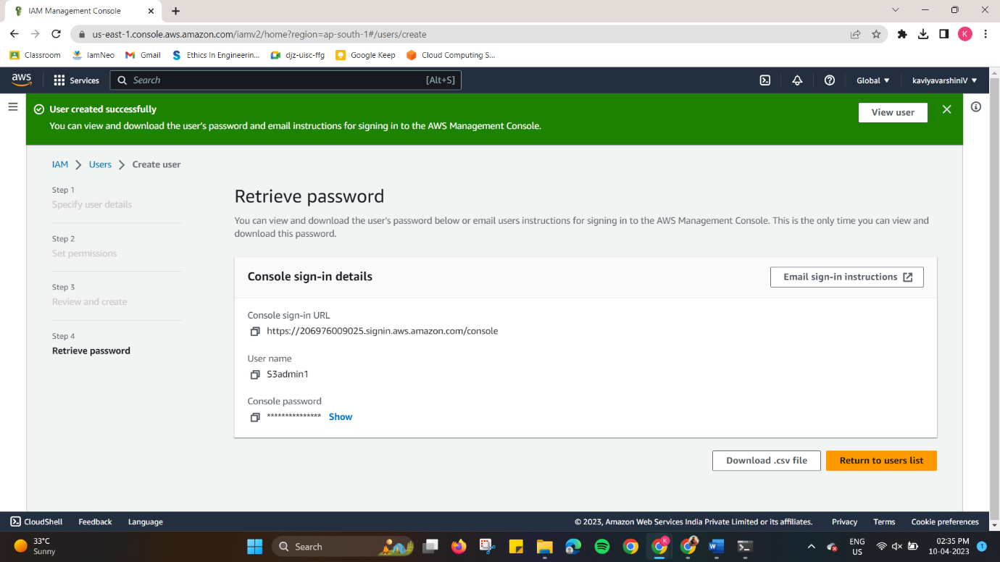 IAM Management Console
us-east-1.console.aws.amazon.com/iamv2/home?region=ap-south-1#/users/create
K
Classroom
IamNeo
Gmail
Ethics In Engineerin...
djz-uisc-ffg
Google Keep
Cloud Computing S...
aws
Services
Search
[Alt+S]
Global
kaviyavarshiniV
User created successfully
You can view and download the user's password and email instructions for signing in to the AWS Management Console.
View user
IAM
Users
Create user
Step 1
Specify user details
Step 2
Set permissions
Step 3
Review and create
Step 4
Retrieve password
Retrieve password
You can view and download the user's password below or email users instructions for signing in to the AWS Management Console. This is the only time you can view and
download this password.
Console sign-in details
Email sign-in instructions
Console sign-in URL
https://206976009025.signin.aws.amazon.com/console
User name
S3admin1
Console password
*************** Show
Download .csv file
Return to users list
CloudShell
Feedback
Language
© 2023, Amazon Web Services India Private Limited or its affiliates.
Privacy
Terms
Cookie preferences
33°C
Sunny
Search
ENG
US
02:35 PM
10-04-2023
1